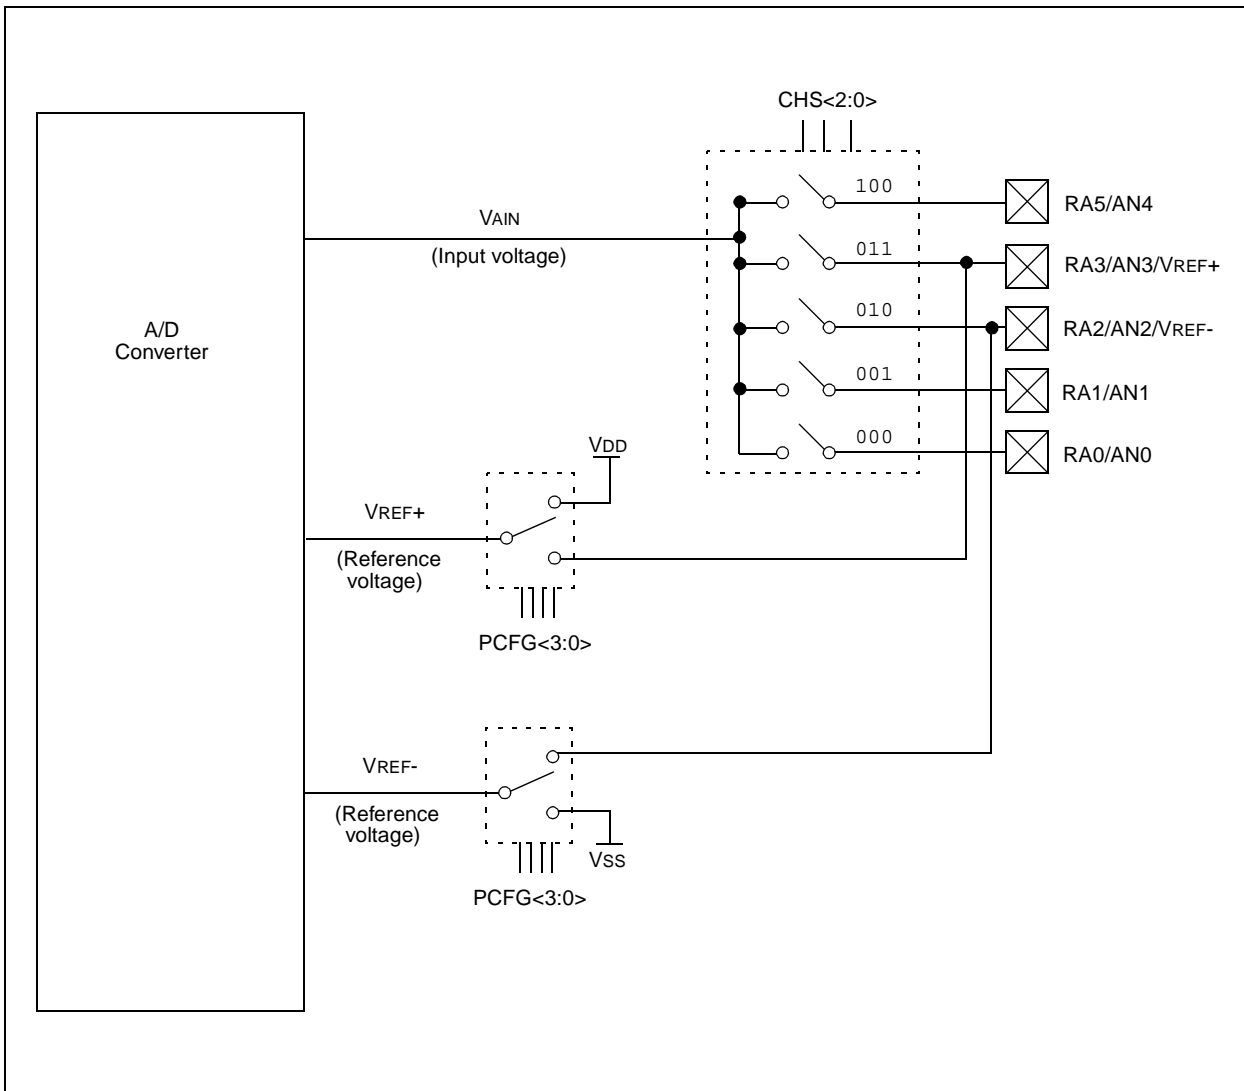 CHS<2:0>
100
RA5/AN4
VAIN
(Input voltage)
011
RA3/AN3/VREF+
010
RA2/AN2/VREF-
A/D
Converter
001
RA1/AN1
000
RA0/AN0
VDD
VREF+
(Reference
voltage)
PCFG<3:0>
VREF-
(Reference
voltage)
VSS
PCFG<3:0>